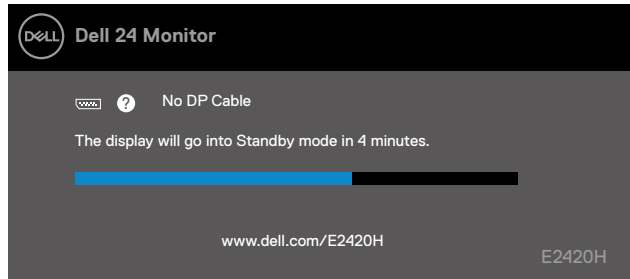 DELL
Dell 24 Monitor
? No DP Cable
The display will go into Standby mode in 4 minutes.
www.dell.com/E2420H
E2420H